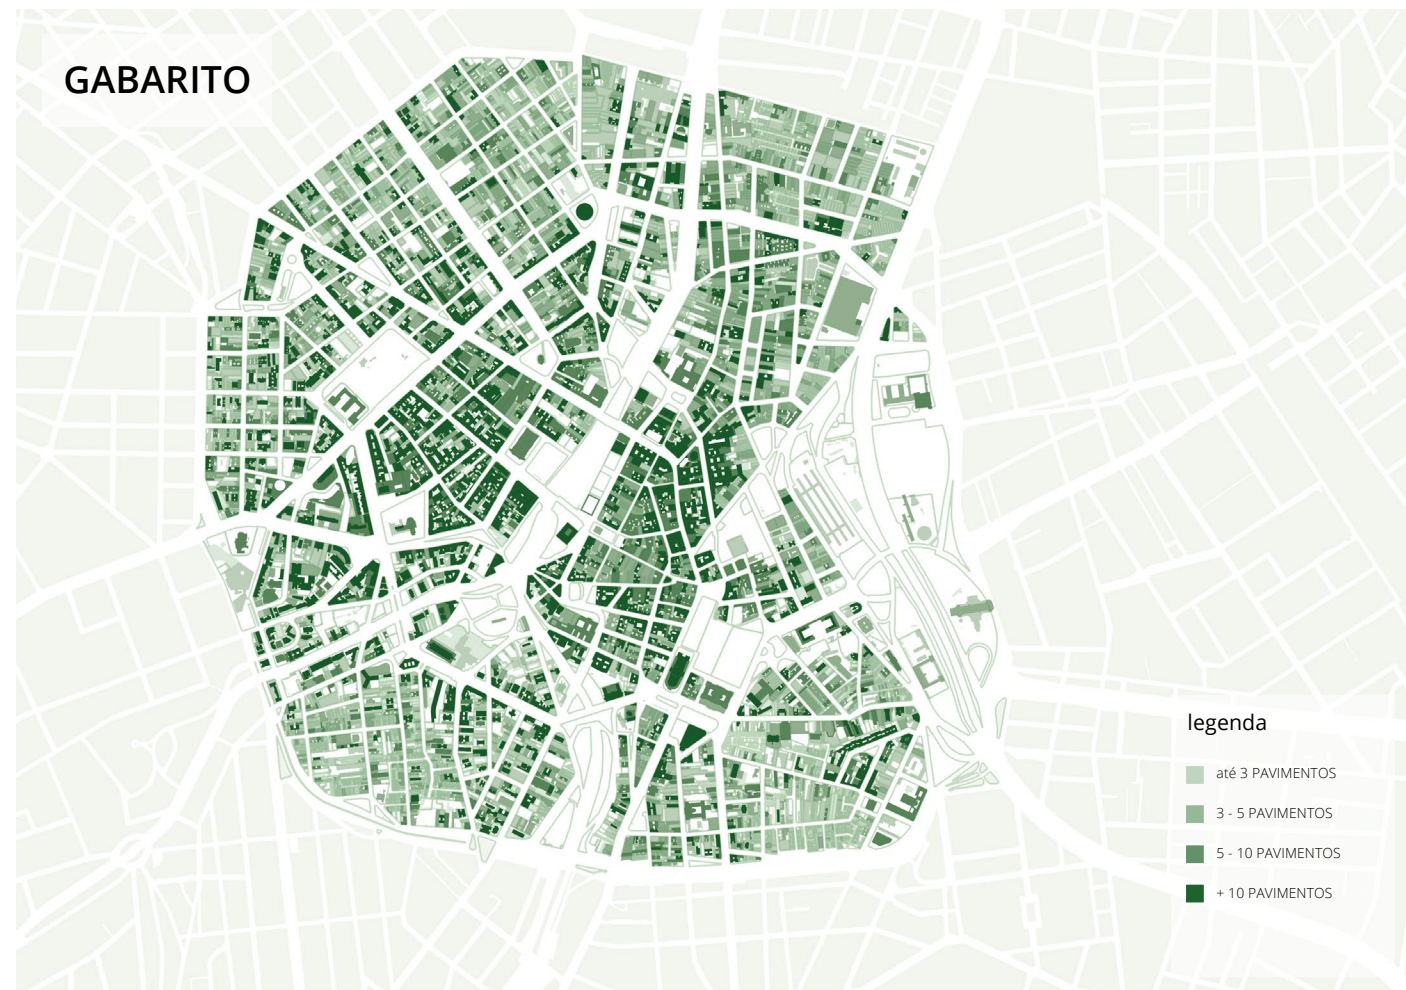 GABARITO
legenda
até 3 PAVIMENTOS
3 - 5 PAVIMENTOS
5 - 10 PAVIMENTOS
+ 10 PAVIMENTOS